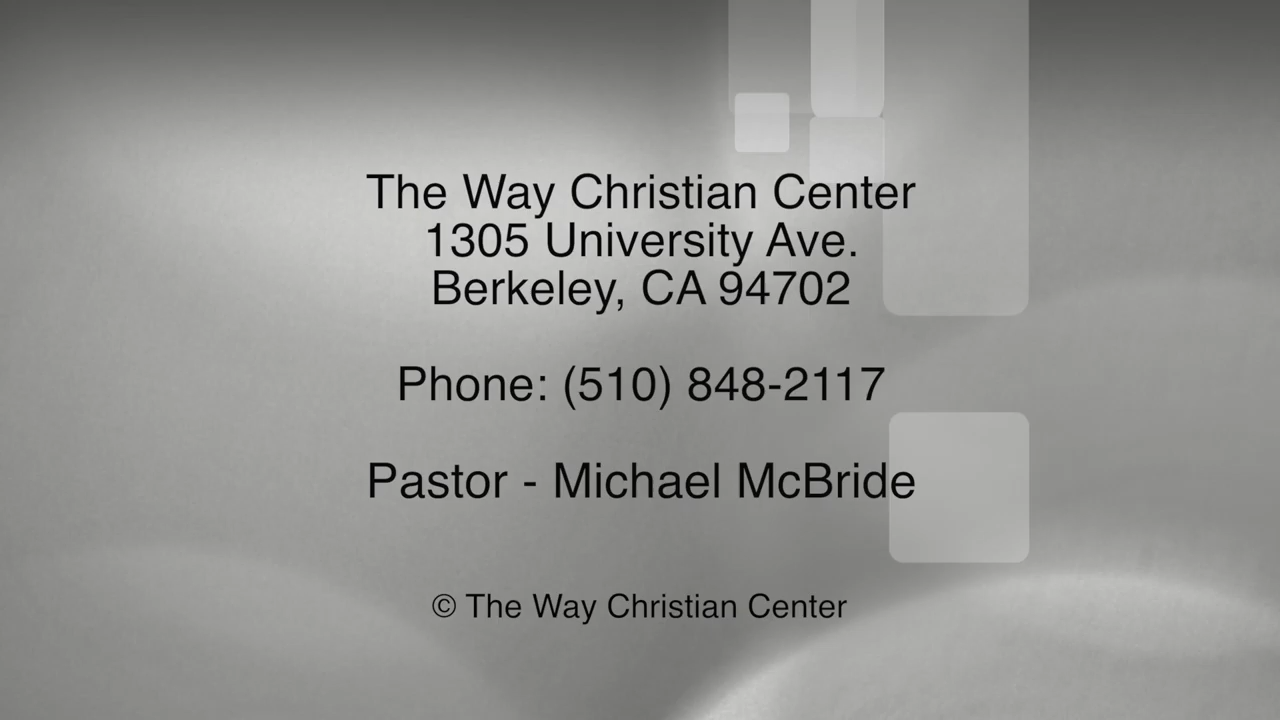 The Way Christian Center
1305 University Ave.
Berkeley, CA 94702
Phone: (510) 848-2117
Pastor - Michael McBride
© The Way Christian Center